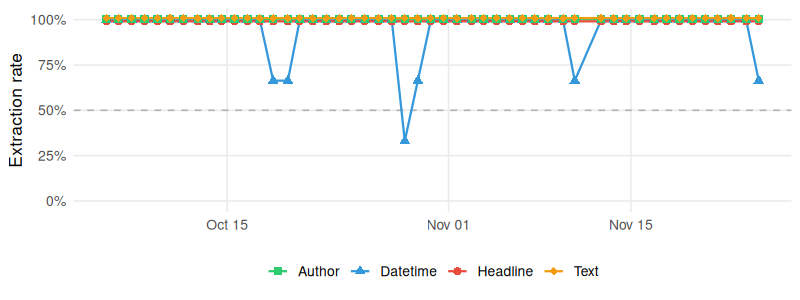 Extraction rate
100%
75%
50%
25%
0%
Oct 15 Nov 01 Nov 15
Author Datetime Headline Text